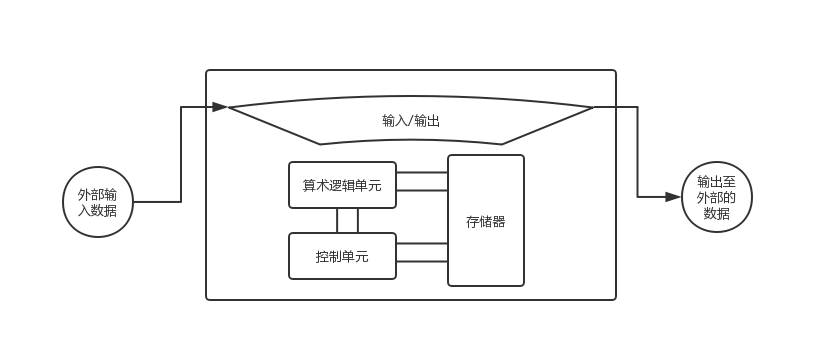 输入/输出
算术逻辑单元
外部输
入数据
存储器
控制单元
输出至
外部的
数据